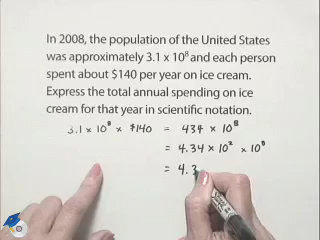 In 2008, the population of the United States
was approximately 3.1 x 10⁸ and each person
spent about $140 per year on ice cream.
Express the total annual spending on ice
cream for that year in scientific notation.
3.1 × 10⁸ × $140 = 434 × 10⁸
= 4.34 × 10² × 10⁸
= 4.3